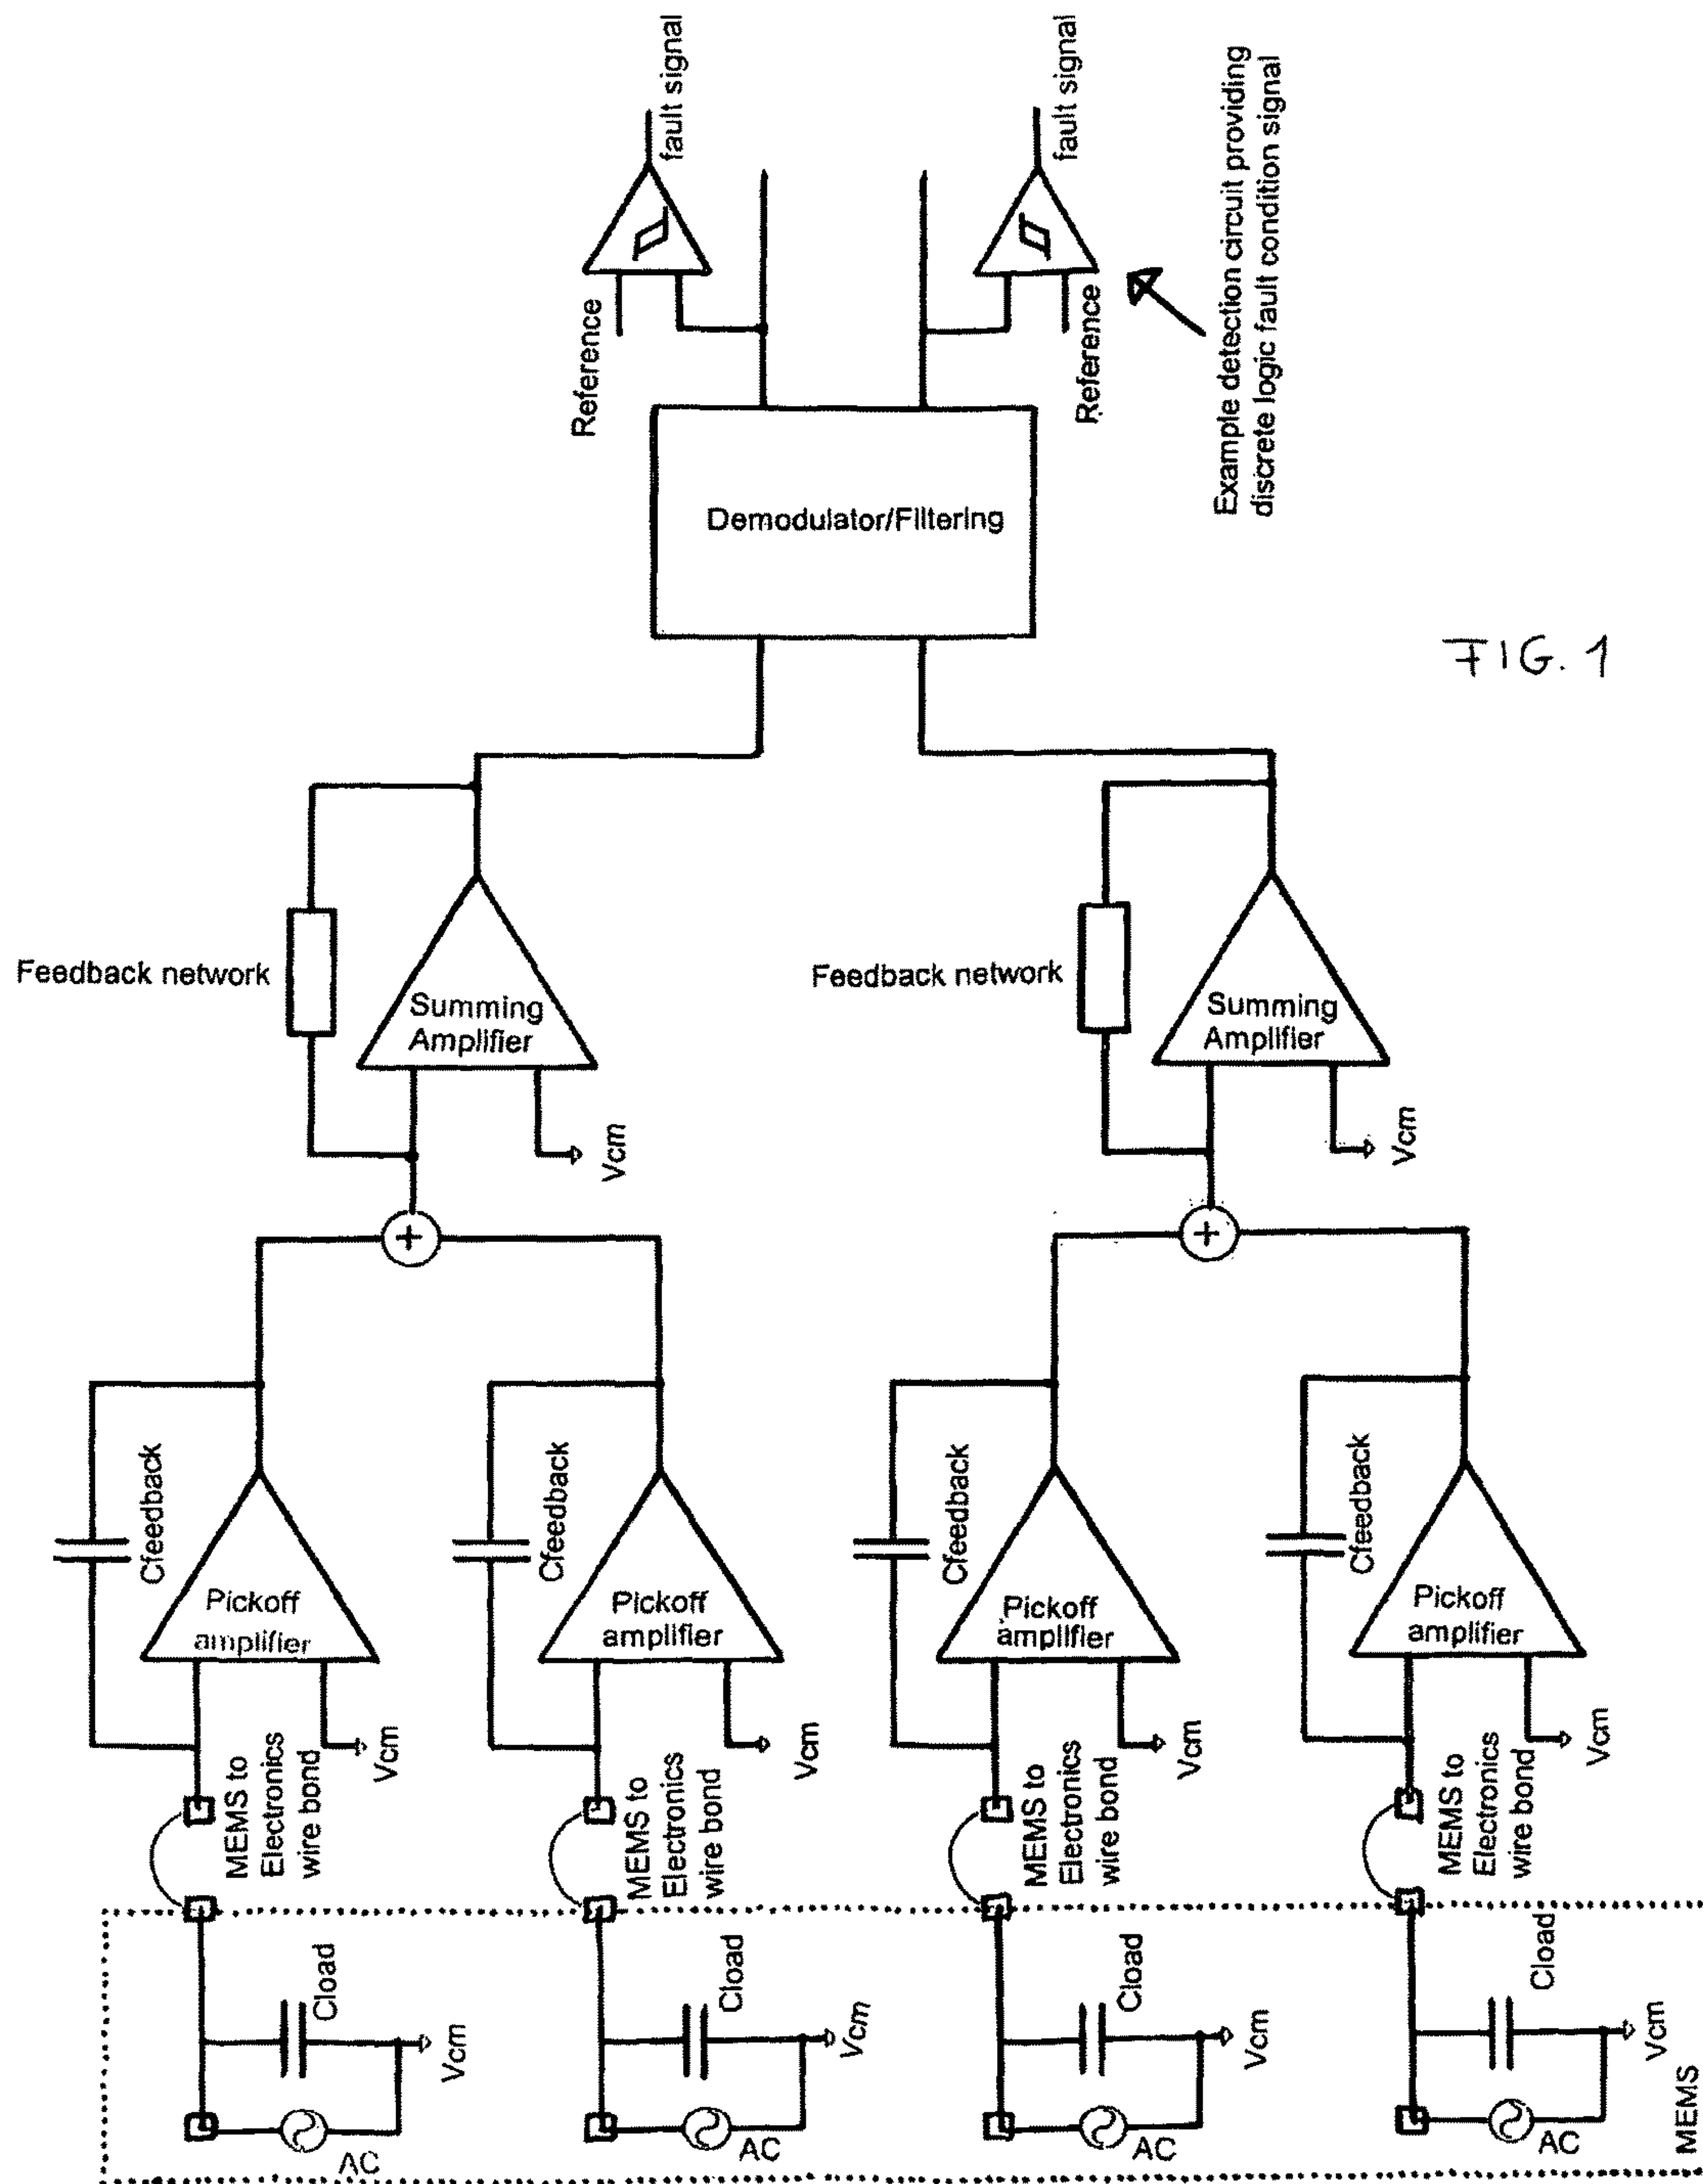 fault signal
fault signal
Reference
Reference
Example detection circuit providing
discrete logic fault condition signal
Demodulator/Filtering
FIG. 1
Feedback network
Summing
Amplifier
Vcm
Feedback network
Summing
Amplifier
Vcm
+
+
Cfeedback
Pickoff
amplifier
Vcm
Cfeedback
Pickoff
amplifier
Vcm
Cfeedback
Pickoff
amplifier
Vcm
Cfeedback
Pickoff
amplifier
Vcm
MEMS to
Electronics
wire bond
MEMS to
Electronics
wire bond
MEMS to
Electronics
wire bond
MEMS to
Electronics
wire bond
Cload
Vcm
AC
Cload
Vcm
AC
Cload
Vcm
AC
Cload
Vcm
AC
MEMS